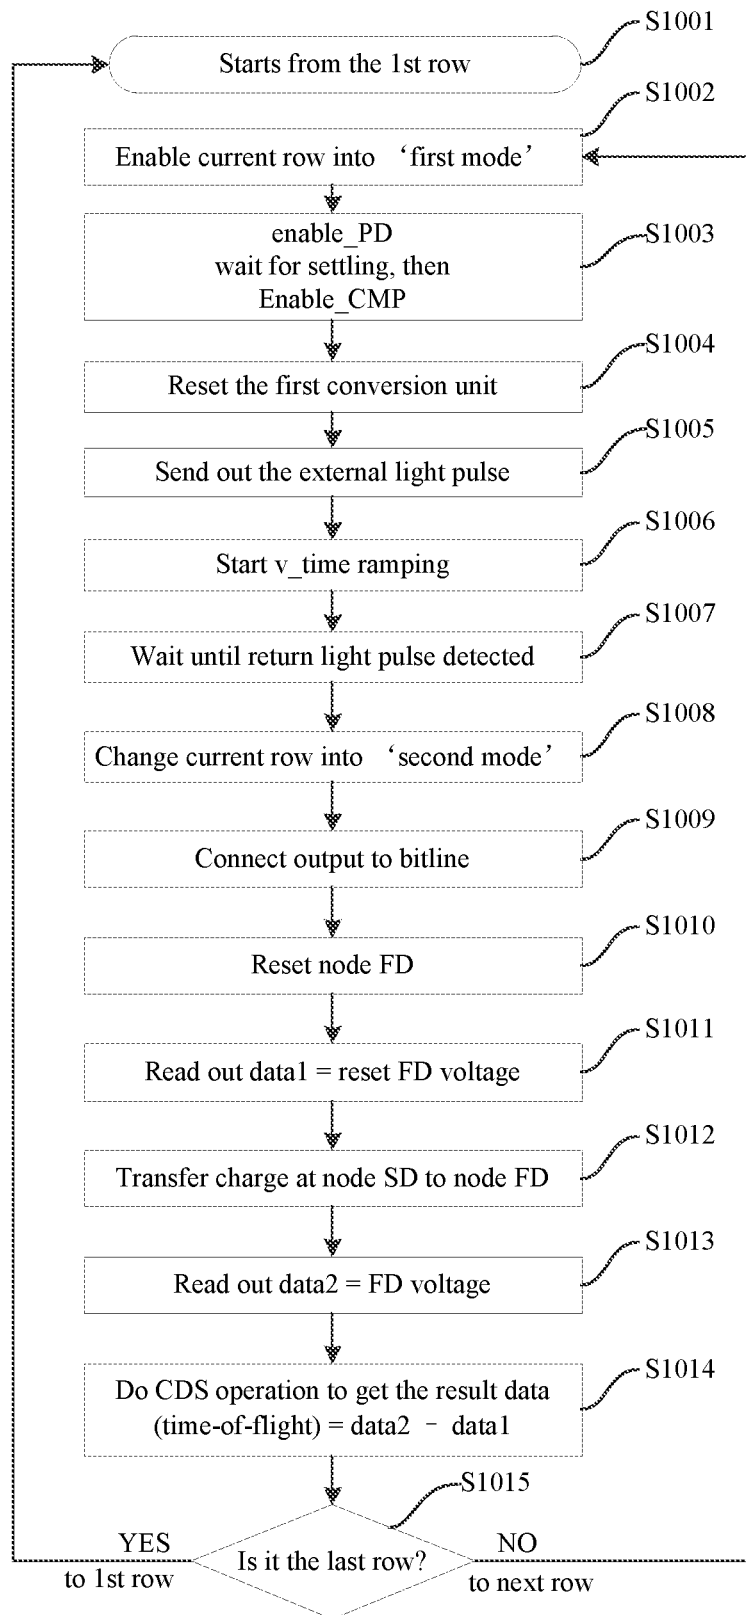 S1001
Starts from the 1st row
S1002
Enable current row into ‘first mode’
S1003
enable_PD
wait for settling, then
Enable_CMP
S1004
Reset the first conversion unit
S1005
Send out the external light pulse
S1006
Start v_time ramping
S1007
Wait until return light pulse detected
S1008
Change current row into ‘second mode’
S1009
Connect output to bitline
S1010
Reset node FD
S1011
Read out data1 = reset FD voltage
S1012
Transfer charge at node SD to node FD
S1013
Read out data2 = FD voltage
S1014
Do CDS operation to get the result data
(time-of-flight) = data2 – data1
S1015
YES
Is it the last row?
NO
to 1st row
to next row